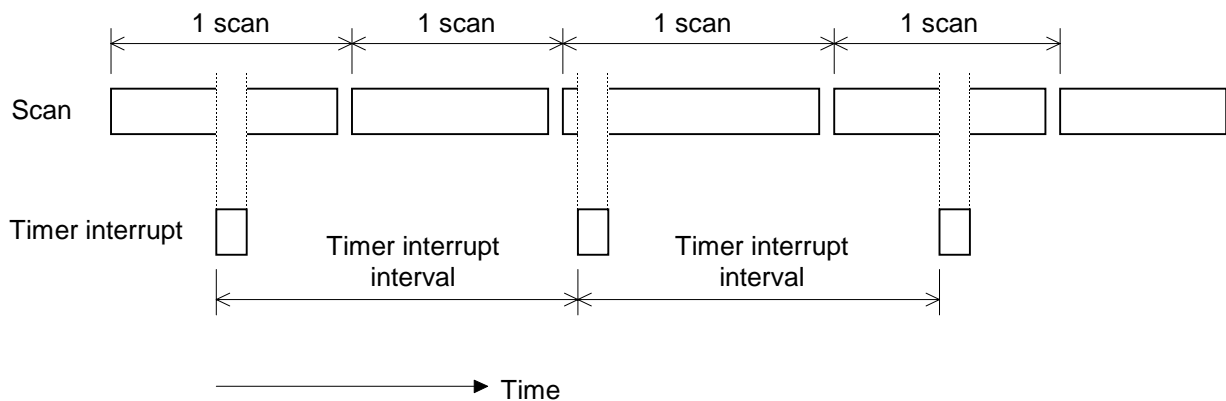 1 scan
1 scan
1 scan
1 scan
Scan
Timer interrupt
Timer interrupt
interval
Timer interrupt
interval
Time